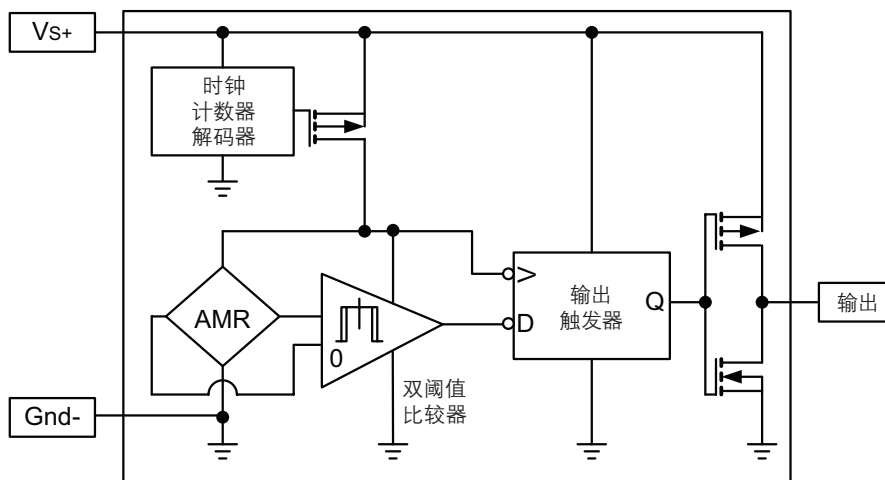 Vs+
时钟
计数器
解码器
AMR
0
双阈值
比较器
>
D
输出
触发器
Q
输出
Gnd-